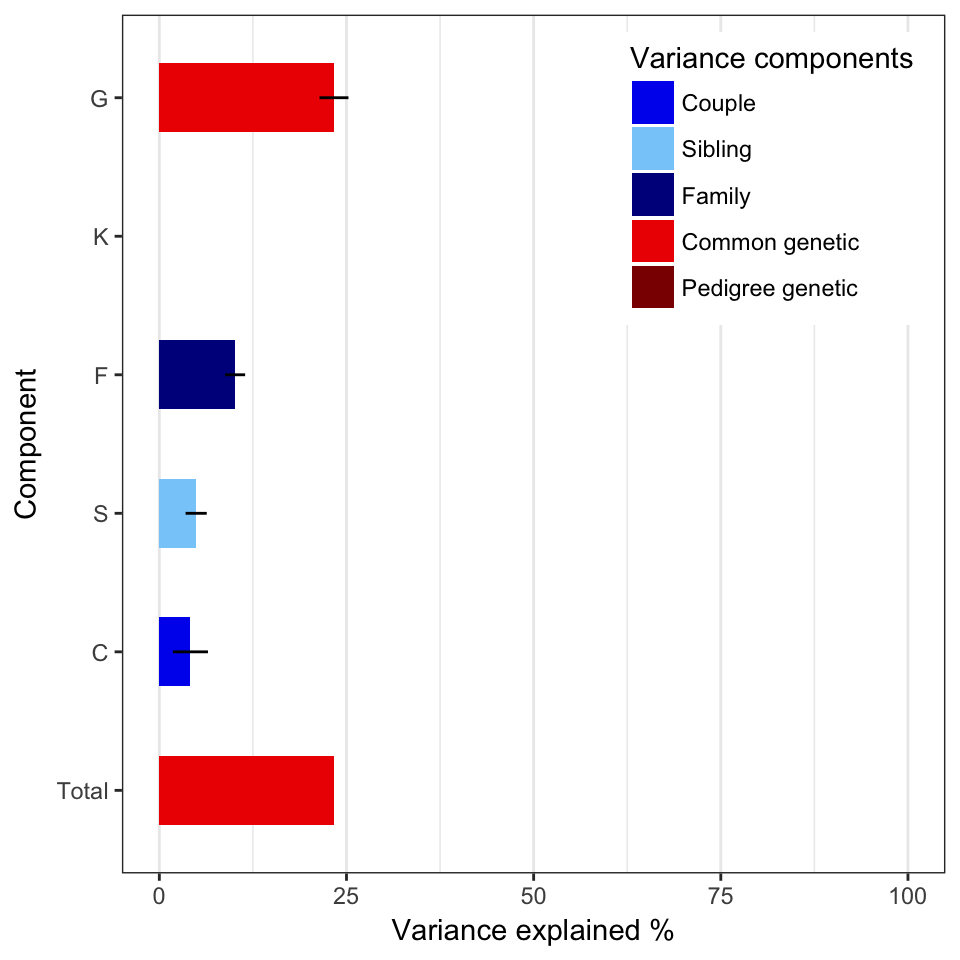 Variance components
Couple
Sibling
Family
Common genetic
Pedigree genetic
G
K
F
S
C
Total
Component
0 25 50 75 100
Variance explained %